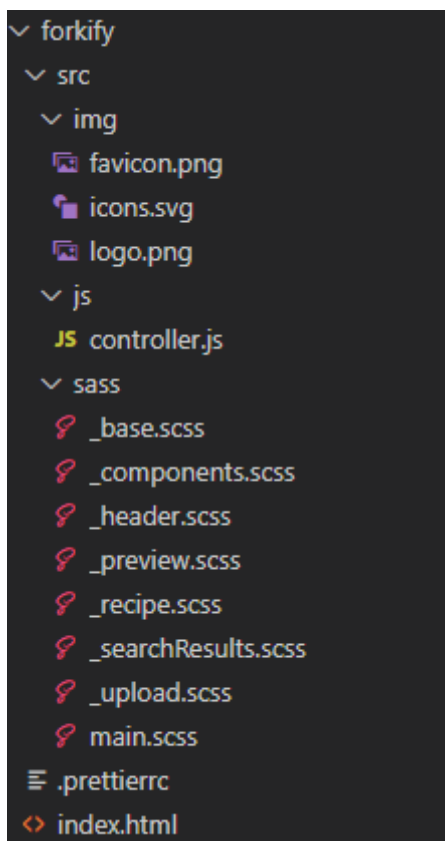 forkify
src
img
favicon.png
icons.svg
logo.png
js
JS controller.js
sass
_base.scss
_components.scss
_header.scss
_preview.scss
_recipe.scss
_searchResults.scss
_upload.scss
main.scss
.prettierrc
index.html